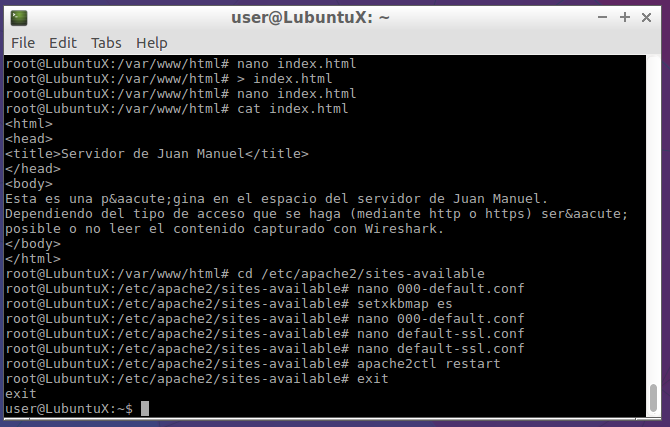 user@LubuntuX: ~
File Edit Tabs Help
root@LubuntuX:/var/www/html# nano index.html
root@LubuntuX:/var/www/html# > index.html
root@LubuntuX:/var/www/html# nano index.html
root@LubuntuX:/var/www/html# cat index.html
<html>
<head>
<title>Servidor de Juan Manuel</title>
</head>
<body>
Esta es una p&aacute;gina en el espacio del servidor de Juan Manuel.
Dependiendo del tipo de acceso que se haga (mediante http o https) ser&aacute;
posible o no leer el contenido capturado con Wireshark.
</body>
</html>
root@LubuntuX:/var/www/html# cd /etc/apache2/sites-available
root@LubuntuX:/etc/apache2/sites-available# nano 000-default.conf
root@LubuntuX:/etc/apache2/sites-available# setxkbmap es
root@LubuntuX:/etc/apache2/sites-available# nano 000-default.conf
root@LubuntuX:/etc/apache2/sites-available# nano default-ssl.conf
root@LubuntuX:/etc/apache2/sites-available# nano default-ssl.conf
root@LubuntuX:/etc/apache2/sites-available# apache2ctl restart
root@LubuntuX:/etc/apache2/sites-available# exit
exit
user@LubuntuX:~$